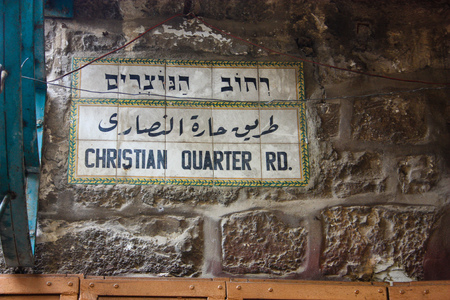 רחוב הנוצרים
طريق حارة النصارى
CHRISTIAN QUARTER RD.